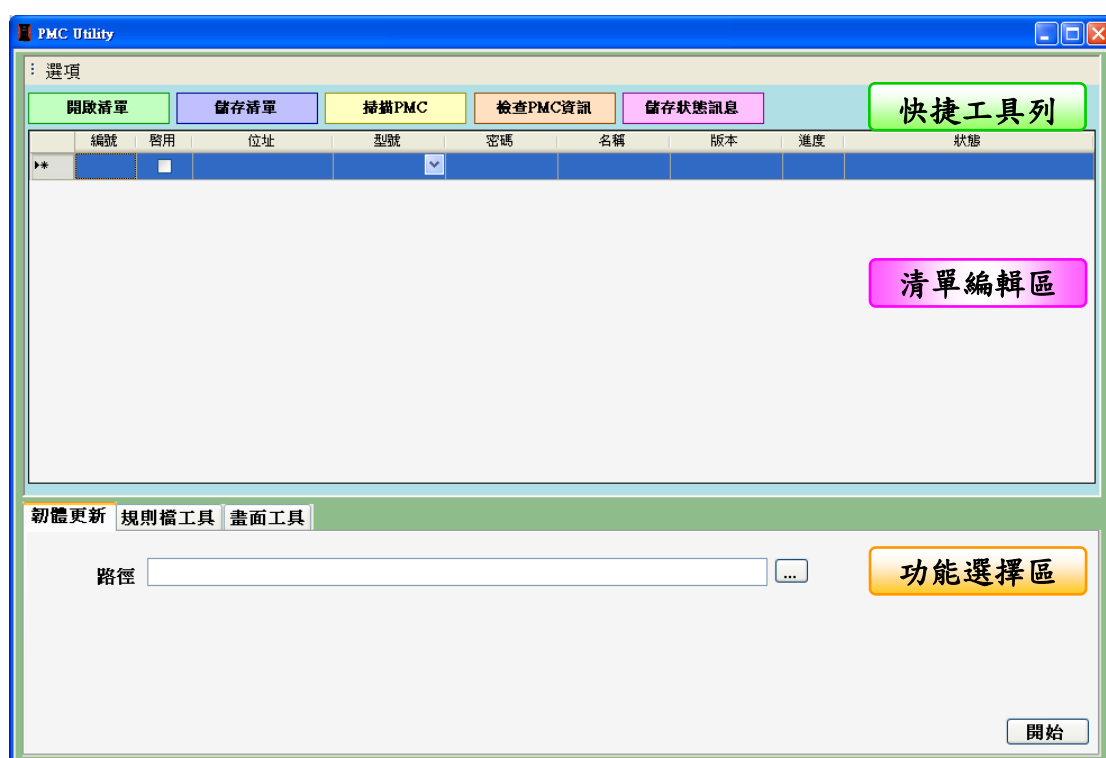 PMC Utility
選項
開啟清單 儲存清單 掃描PMC 檢查PMC資訊 儲存狀態訊息 快捷工具列
編號 啟用 位址 型號 密碼 名稱 版本 進度 狀態
清單編輯區
韌體更新 規則檔工具 畫面工具
路徑 ... 功能選擇區
開始